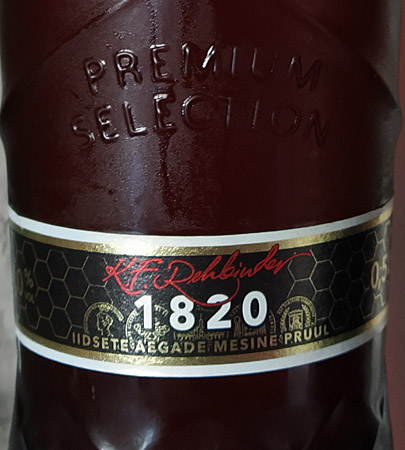 PREMIUM
SELECTION
K.F. Rehbinder
1820
IIDSETE AEGADE MESINE PRUUL